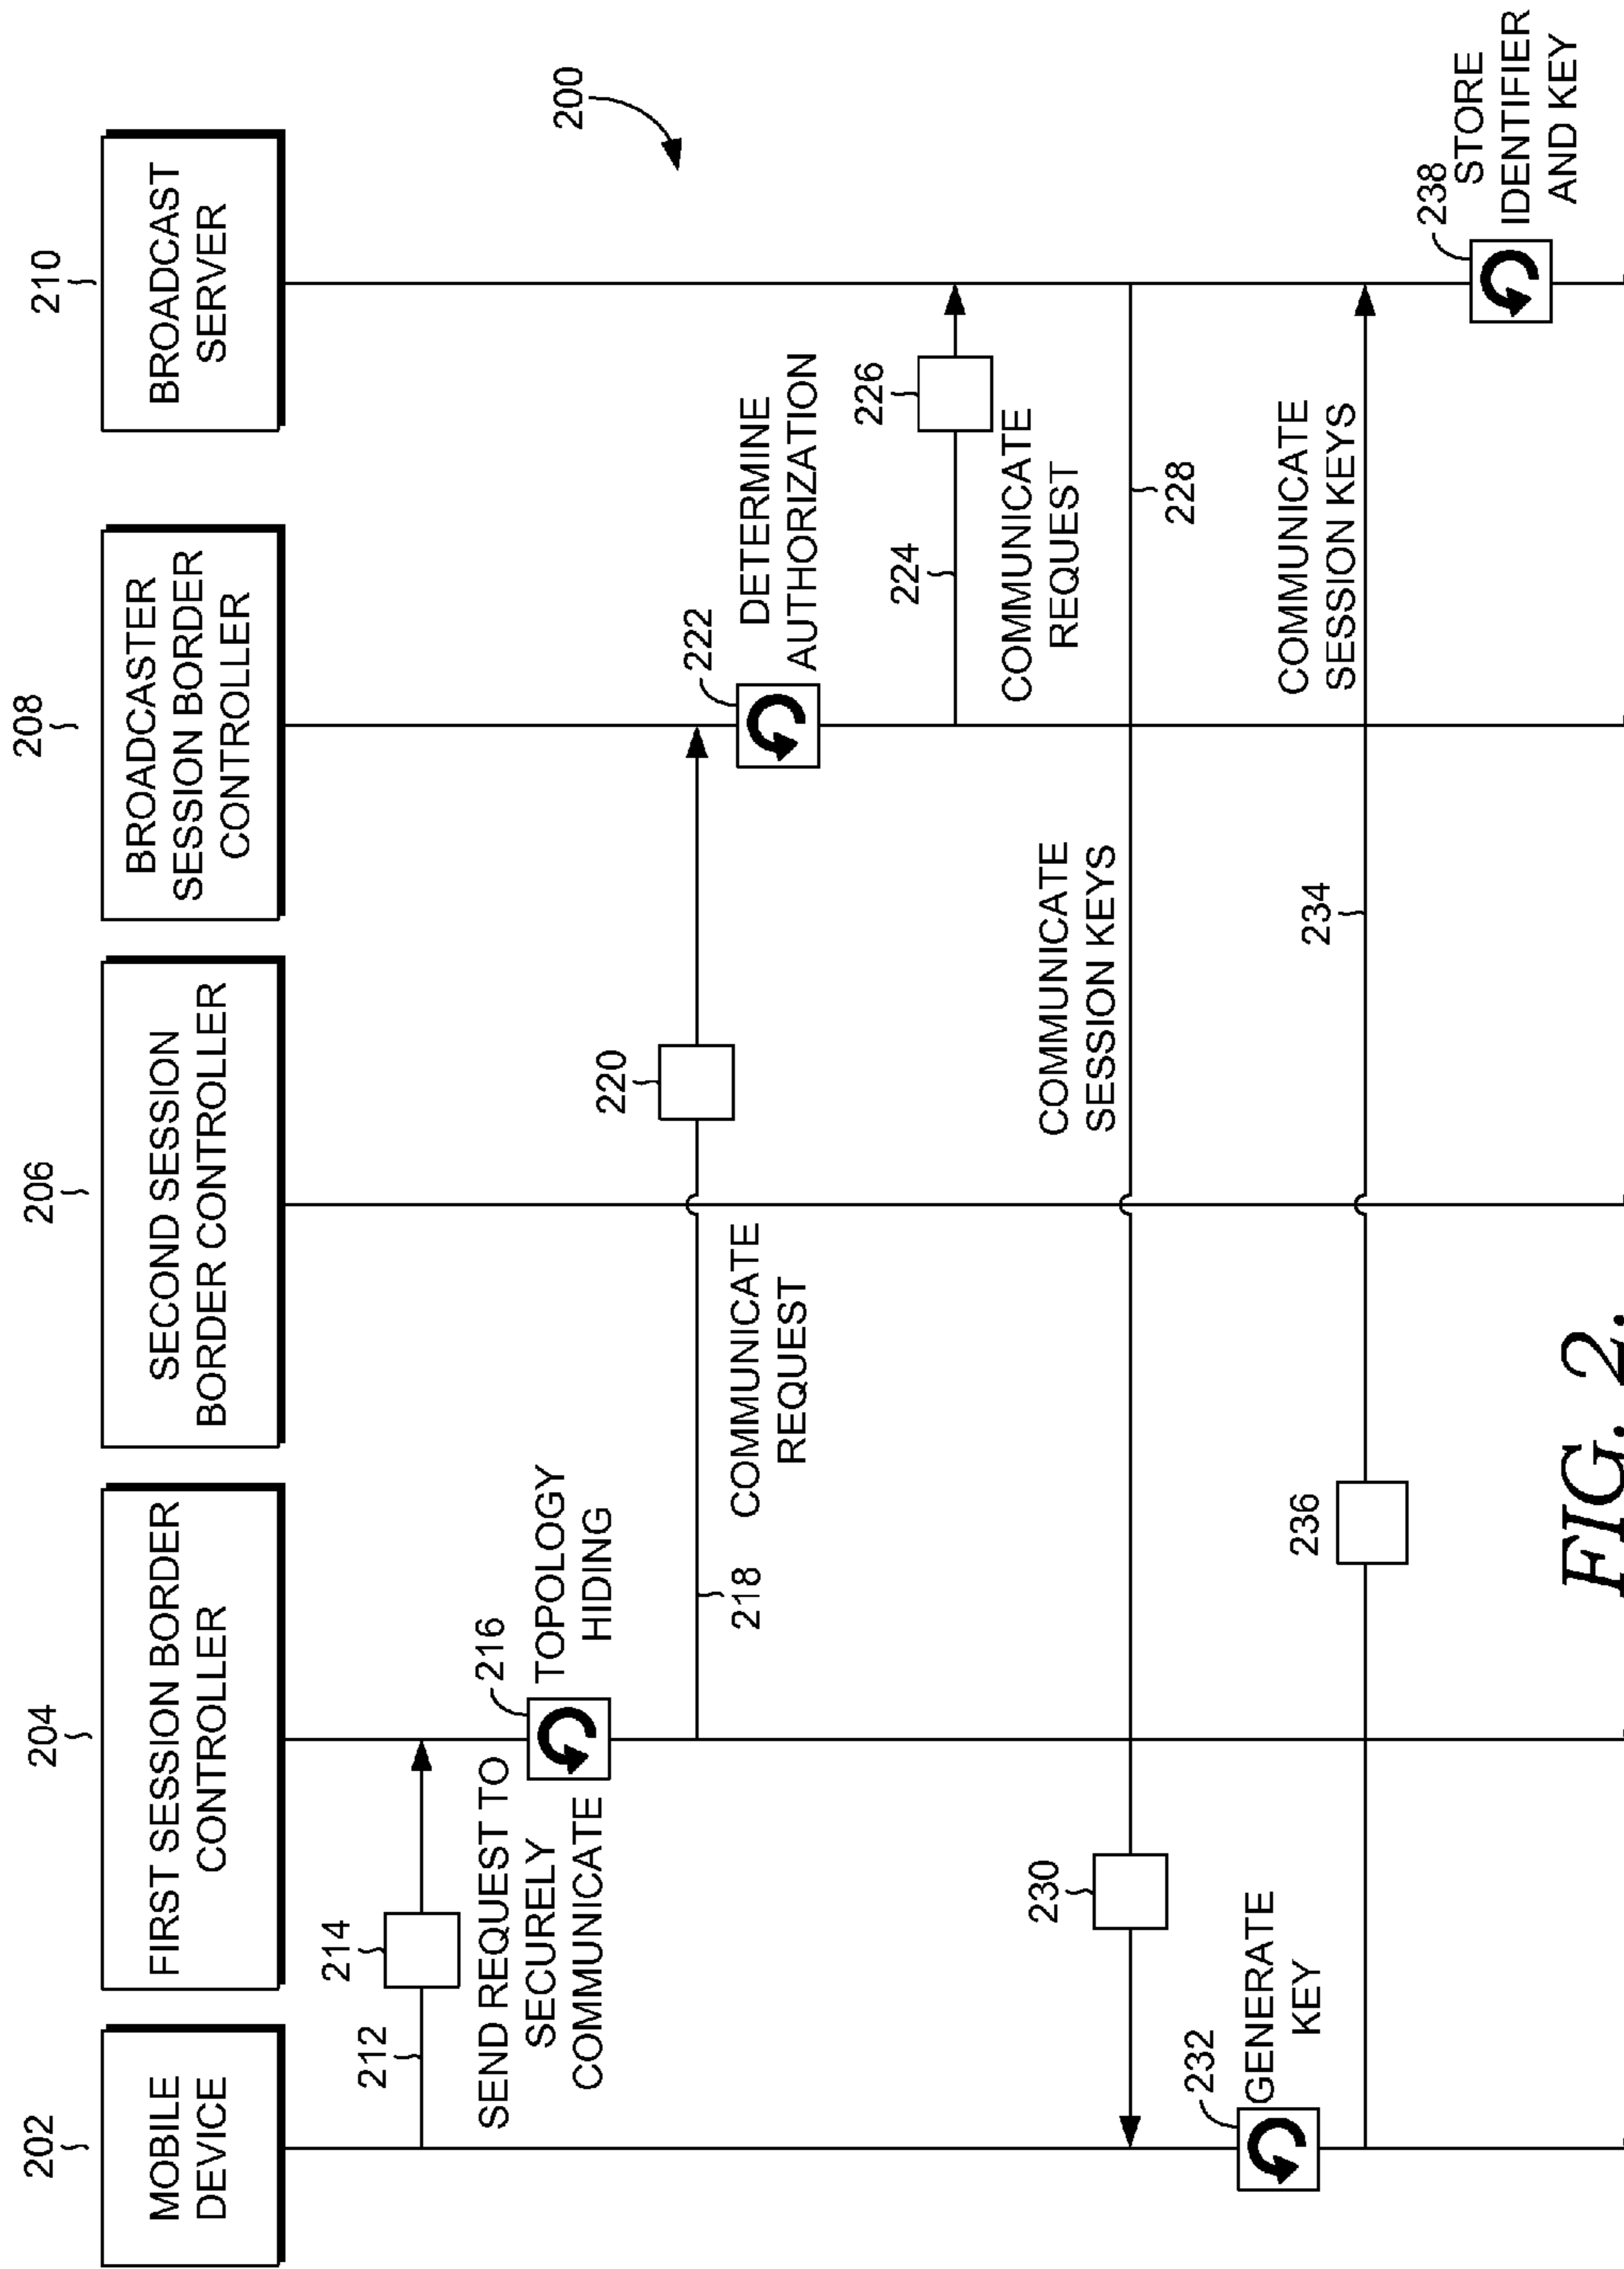 202
MOBILE
DEVICE
204
FIRST SESSION BORDER
CONTROLLER
206
SECOND SESSION
BORDER CONTROLLER
208
BROADCASTER
SESSION BORDER
CONTROLLER
210
BROADCAST
SERVER
200
212
214
SEND REQUEST TO
SECURELY
COMMUNICATE
216
TOPOLOGY
HIDING
218
COMMUNICATE
REQUEST
220
222
DETERMINE
AUTHORIZATION
224
226
COMMUNICATE
REQUEST
228
COMMUNICATE
SESSION KEYS
230
232
GENERATE
KEY
234
COMMUNICATE
SESSION KEYS
236
238
STORE
IDENTIFIER
AND KEY
FIG. 2.